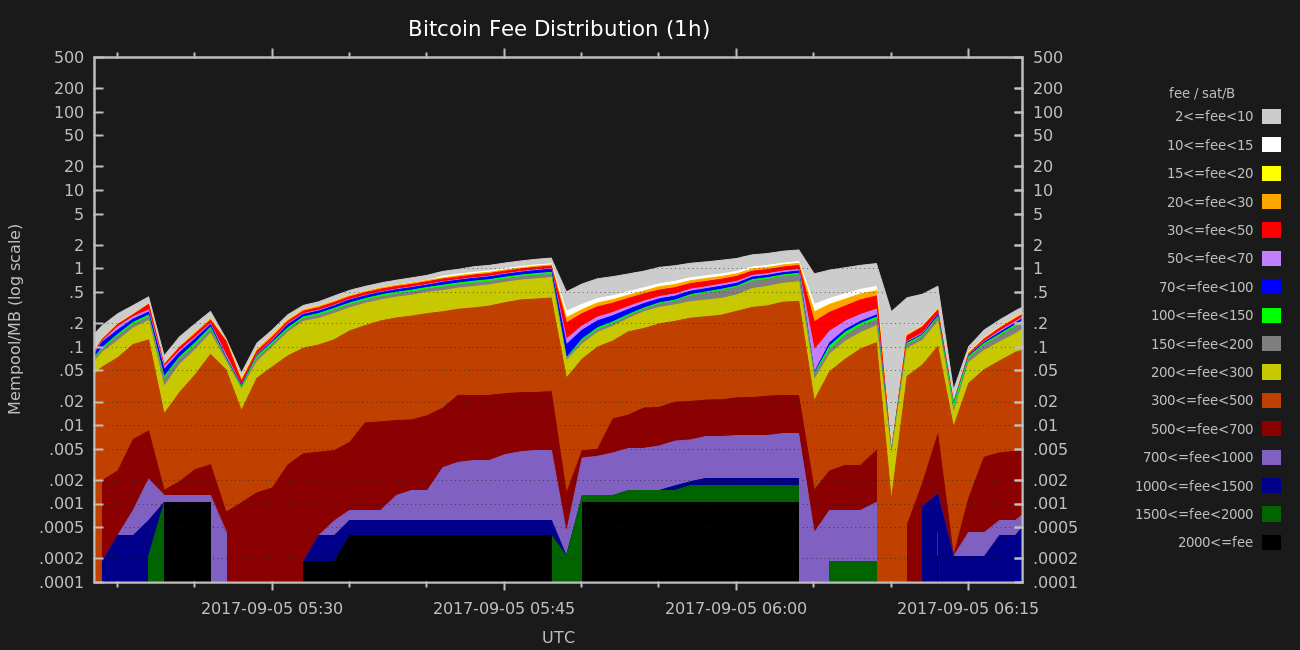 Bitcoin Fee Distribution (1h)
Mempool/MB (log scale)
500
200
100
50
20
10
5
2
1
.5
.2
.1
.05
.02
.01
.005
.002
.001
.0005
.0002
.0001
500
200
100
50
20
10
5
2
1
.5
.2
.1
.05
.02
.01
.005
.002
.001
.0005
.0002
.0001
2017-09-05 05:30
2017-09-05 05:45
2017-09-05 06:00
2017-09-05 06:15
UTC
fee / sat/B
2<=fee<10
10<=fee<15
15<=fee<20
20<=fee<30
30<=fee<50
50<=fee<70
70<=fee<100
100<=fee<150
150<=fee<200
200<=fee<300
300<=fee<500
500<=fee<700
700<=fee<1000
1000<=fee<1500
1500<=fee<2000
2000<=fee